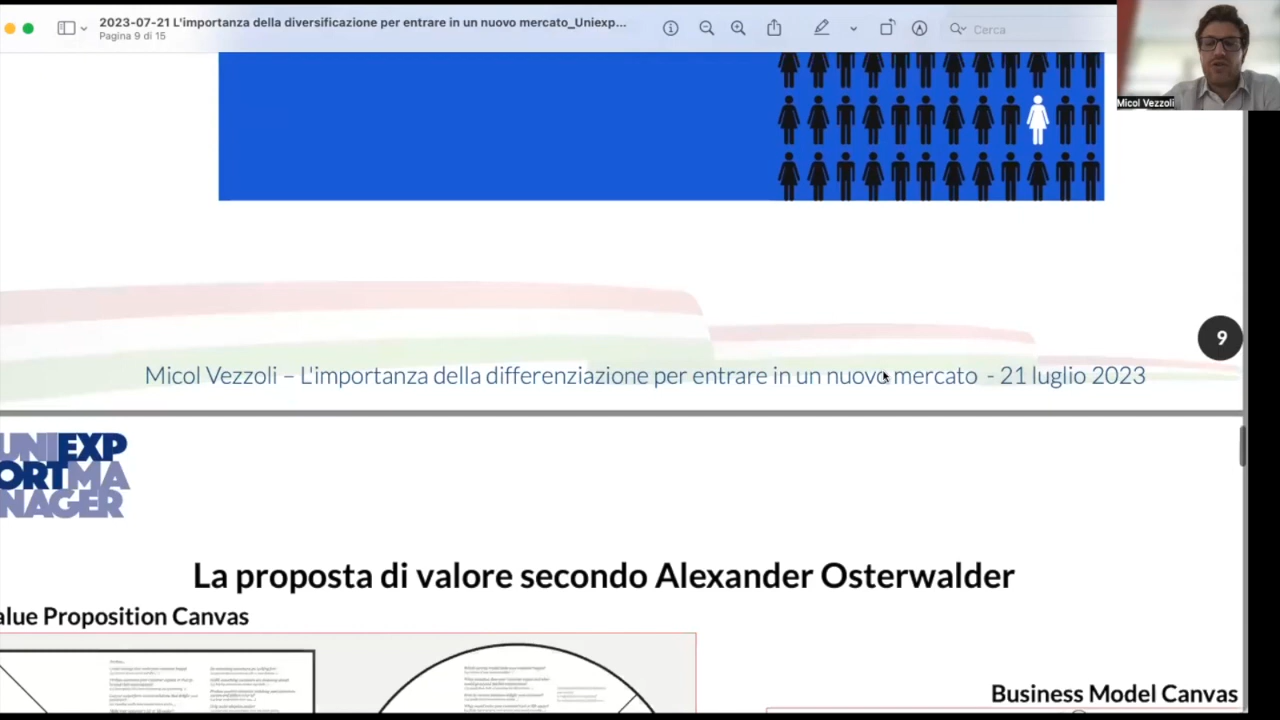 2023-07-21 L'importanza della diversificazione per entrare in un nuovo mercato_Uniexp...
Pagina 9 di 15
Cerca
Micol Vezzoli
9
Micol Vezzoli – L'importanza della differenziazione per entrare in un nuovo mercato - 21 luglio 2023
UNIEXP
ORTMA
NAGER
La proposta di valore secondo Alexander Osterwalder
alue Proposition Canvas
Business Model Canvas